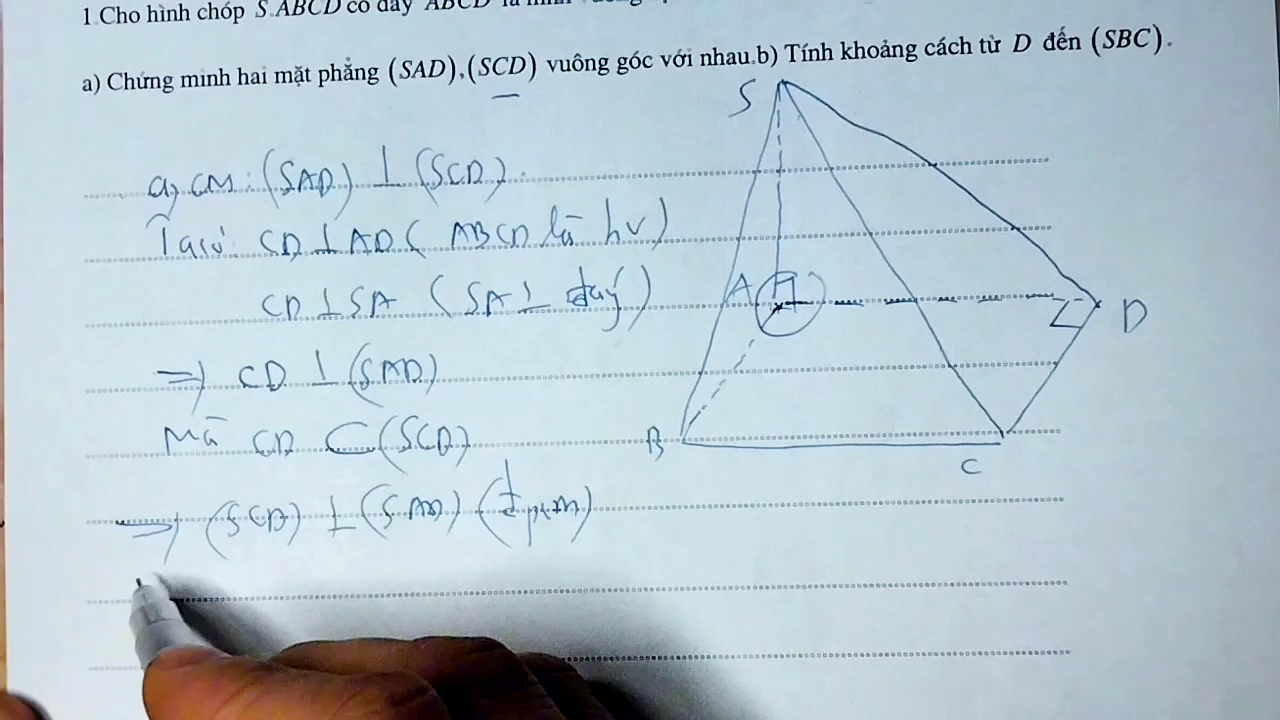 1.Cho hình chóp S.ABCD có đáy ABCD là hình
a) Chứng minh hai mặt phẳng (SAD),(SCD) vuông góc với nhau.b) Tính khoảng cách từ D đến (SBC).
S
a, CM: (SAD) ⊥ (SCD).
Ta có: CD ⊥ AD ( ABCD là hv)
A
D
CD ⊥ SA (SA ⊥ đáy)
⇒ CD ⊥ (SAD)
Mà CD ⊂ (SCD)
B
C
⇒ (SCD) ⊥ (SAD) (đpcm)